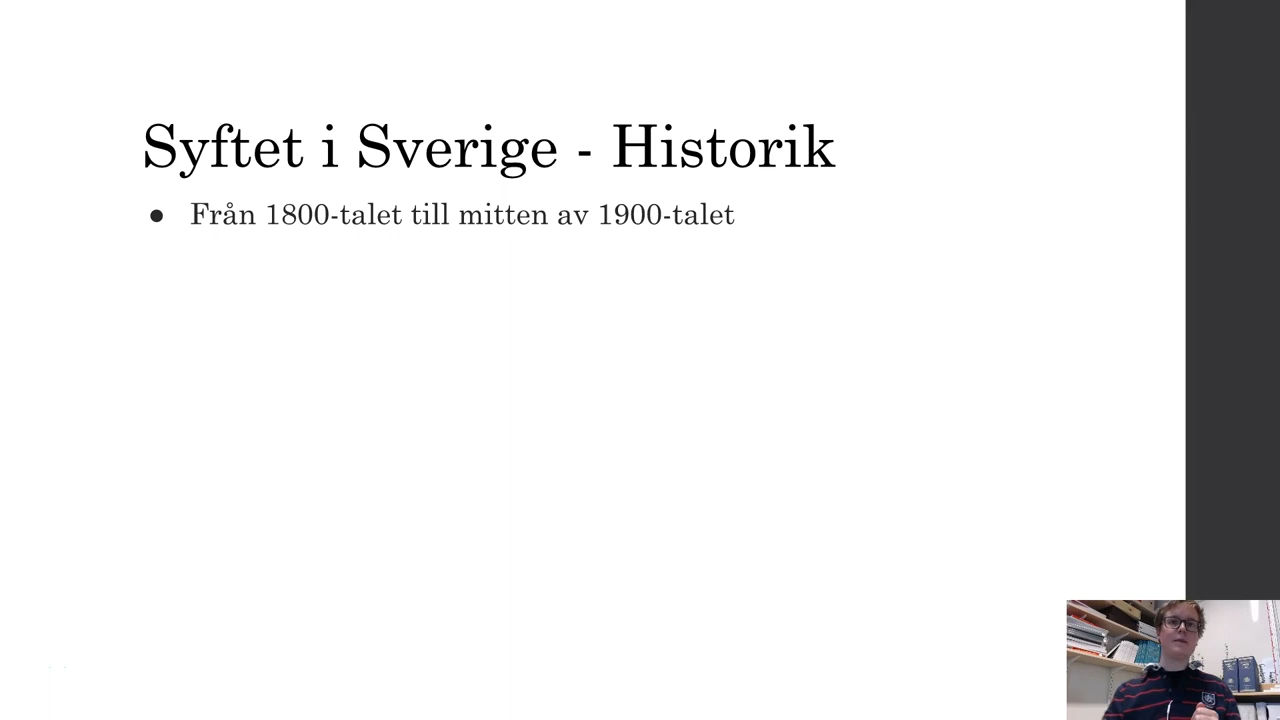 Syftet i Sverige - Historik
● Från 1800-talet till mitten av 1900-talet